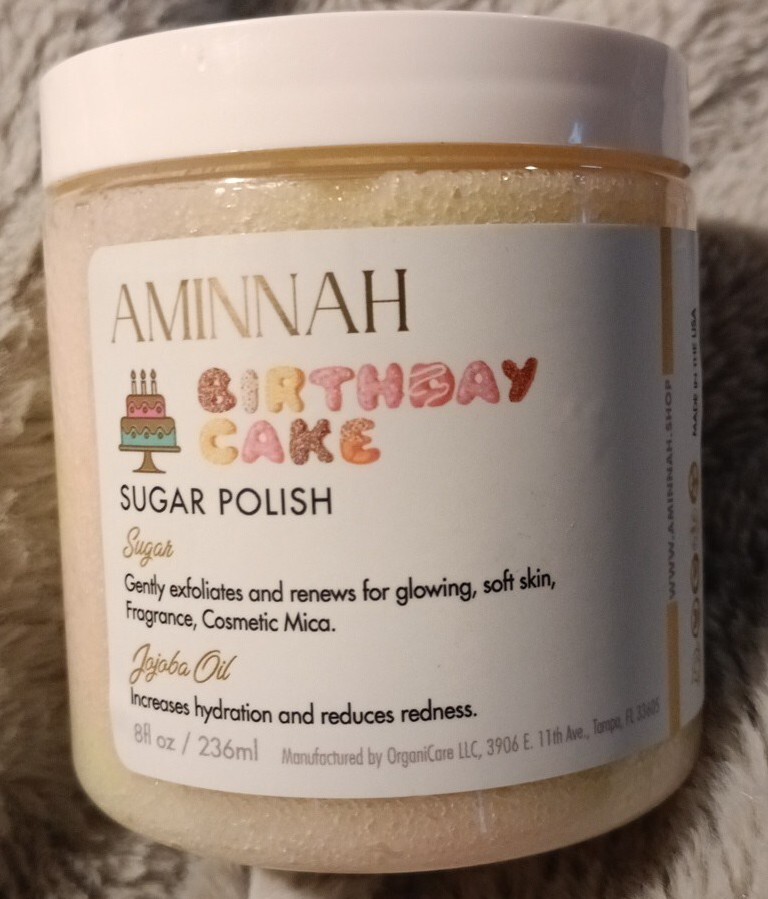 AMINNAH
BIRTHDAY
CAKE
SUGAR POLISH
Sugar
Gently exfoliates and renews for glowing, soft skin,
Fragrance, Cosmetic Mica.
Jojoba Oil
Increases hydration and reduces redness.
8fl oz / 236ml
Manufactured by OrganiCare LLC, 3906 E. 11th Ave., Tampa, FL 33605
WWW.AMINNAH.SHOP
MADE IN THE USA